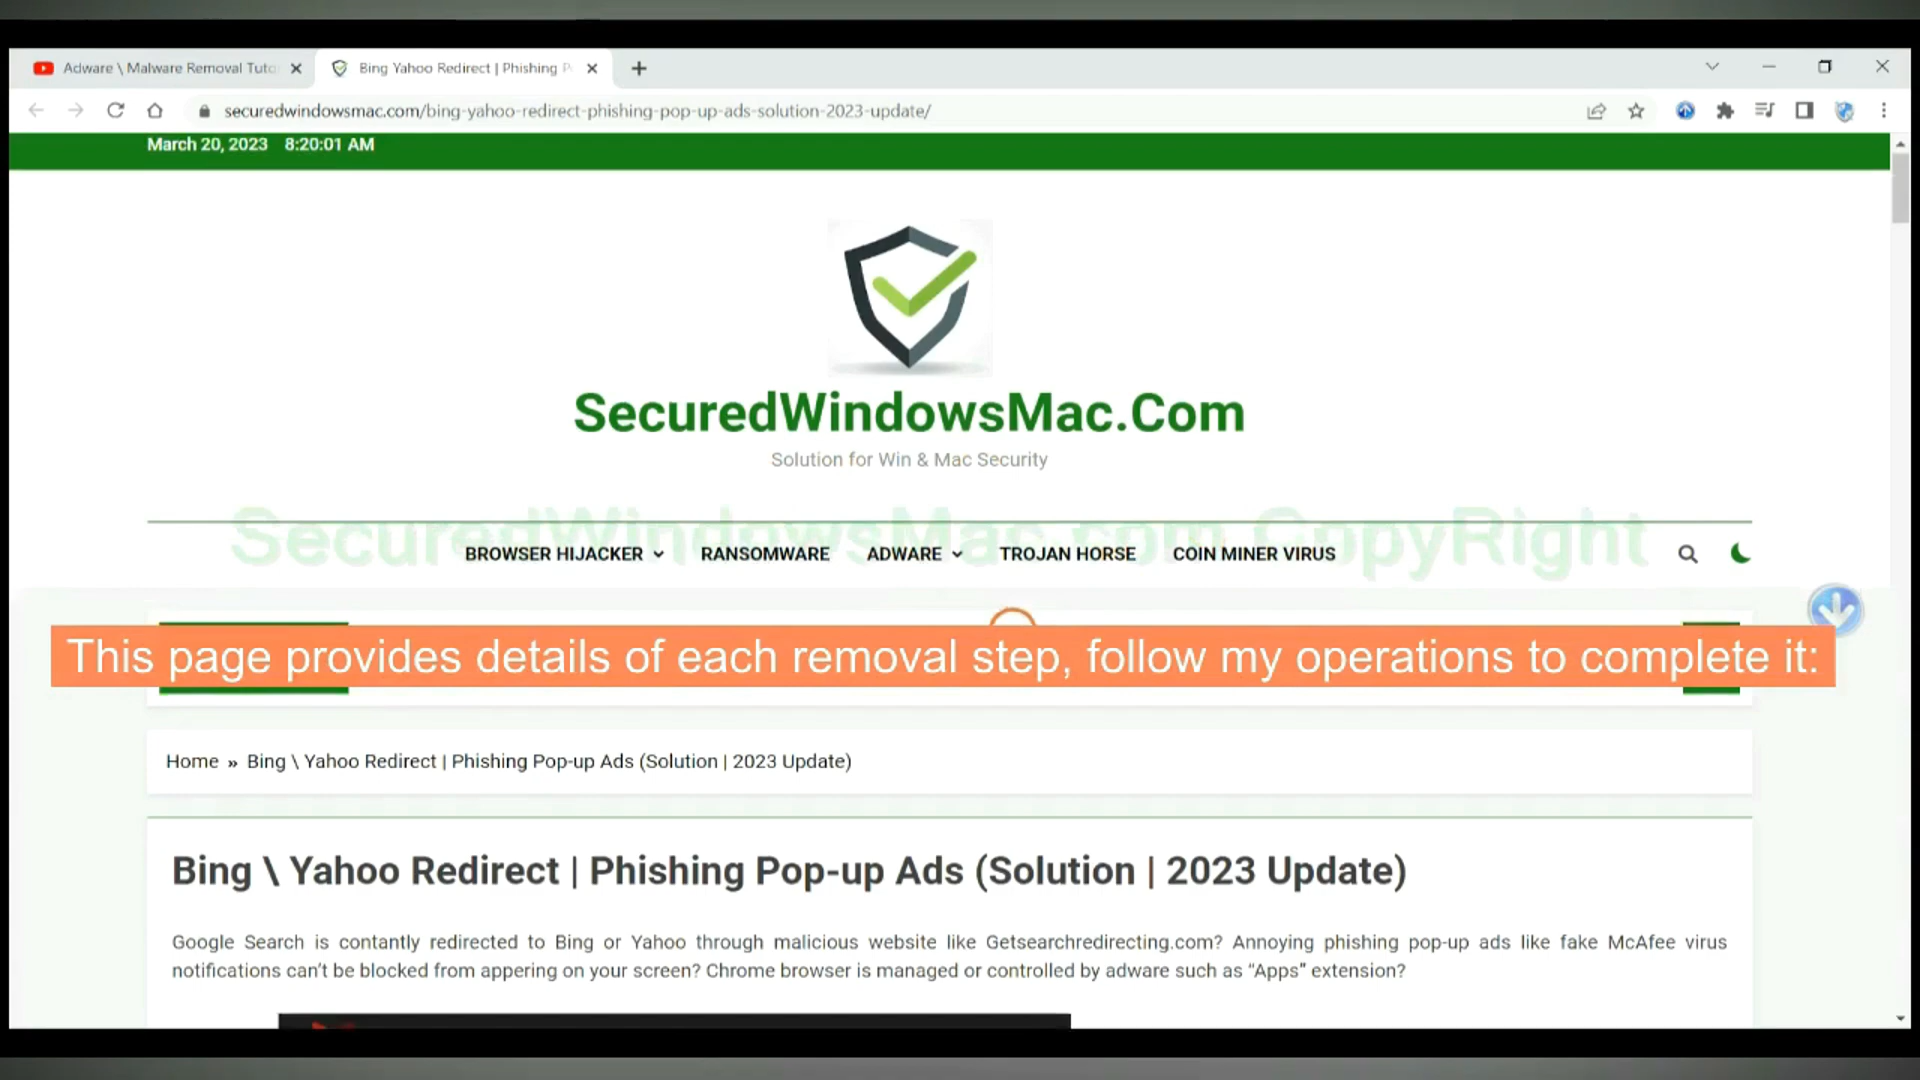 Adware \ Malware Removal Tuto
Bing Yahoo Redirect | Phishing P
securedwindowsmac.com/bing-yahoo-redirect-phishing-pop-up-ads-solution-2023-update/
March 20, 2023 8:20:01 AM
SecuredWindowsMac.Com
Solution for Win & Mac Security
SecuredWindowsMac.com CopyRight
BROWSER HIJACKER RANSOMWARE ADWARE TROJAN HORSE COIN MINER VIRUS
This page provides details of each removal step, follow my operations to complete it:
Home » Bing \ Yahoo Redirect | Phishing Pop-up Ads (Solution | 2023 Update)
Bing \ Yahoo Redirect | Phishing Pop-up Ads (Solution | 2023 Update)
Google Search is contantly redirected to Bing or Yahoo through malicious website like Getsearchredirecting.com? Annoying phishing pop-up ads like fake McAfee virus
notifications can't be blocked from appering on your screen? Chrome browser is managed or controlled by adware such as “Apps” extension?